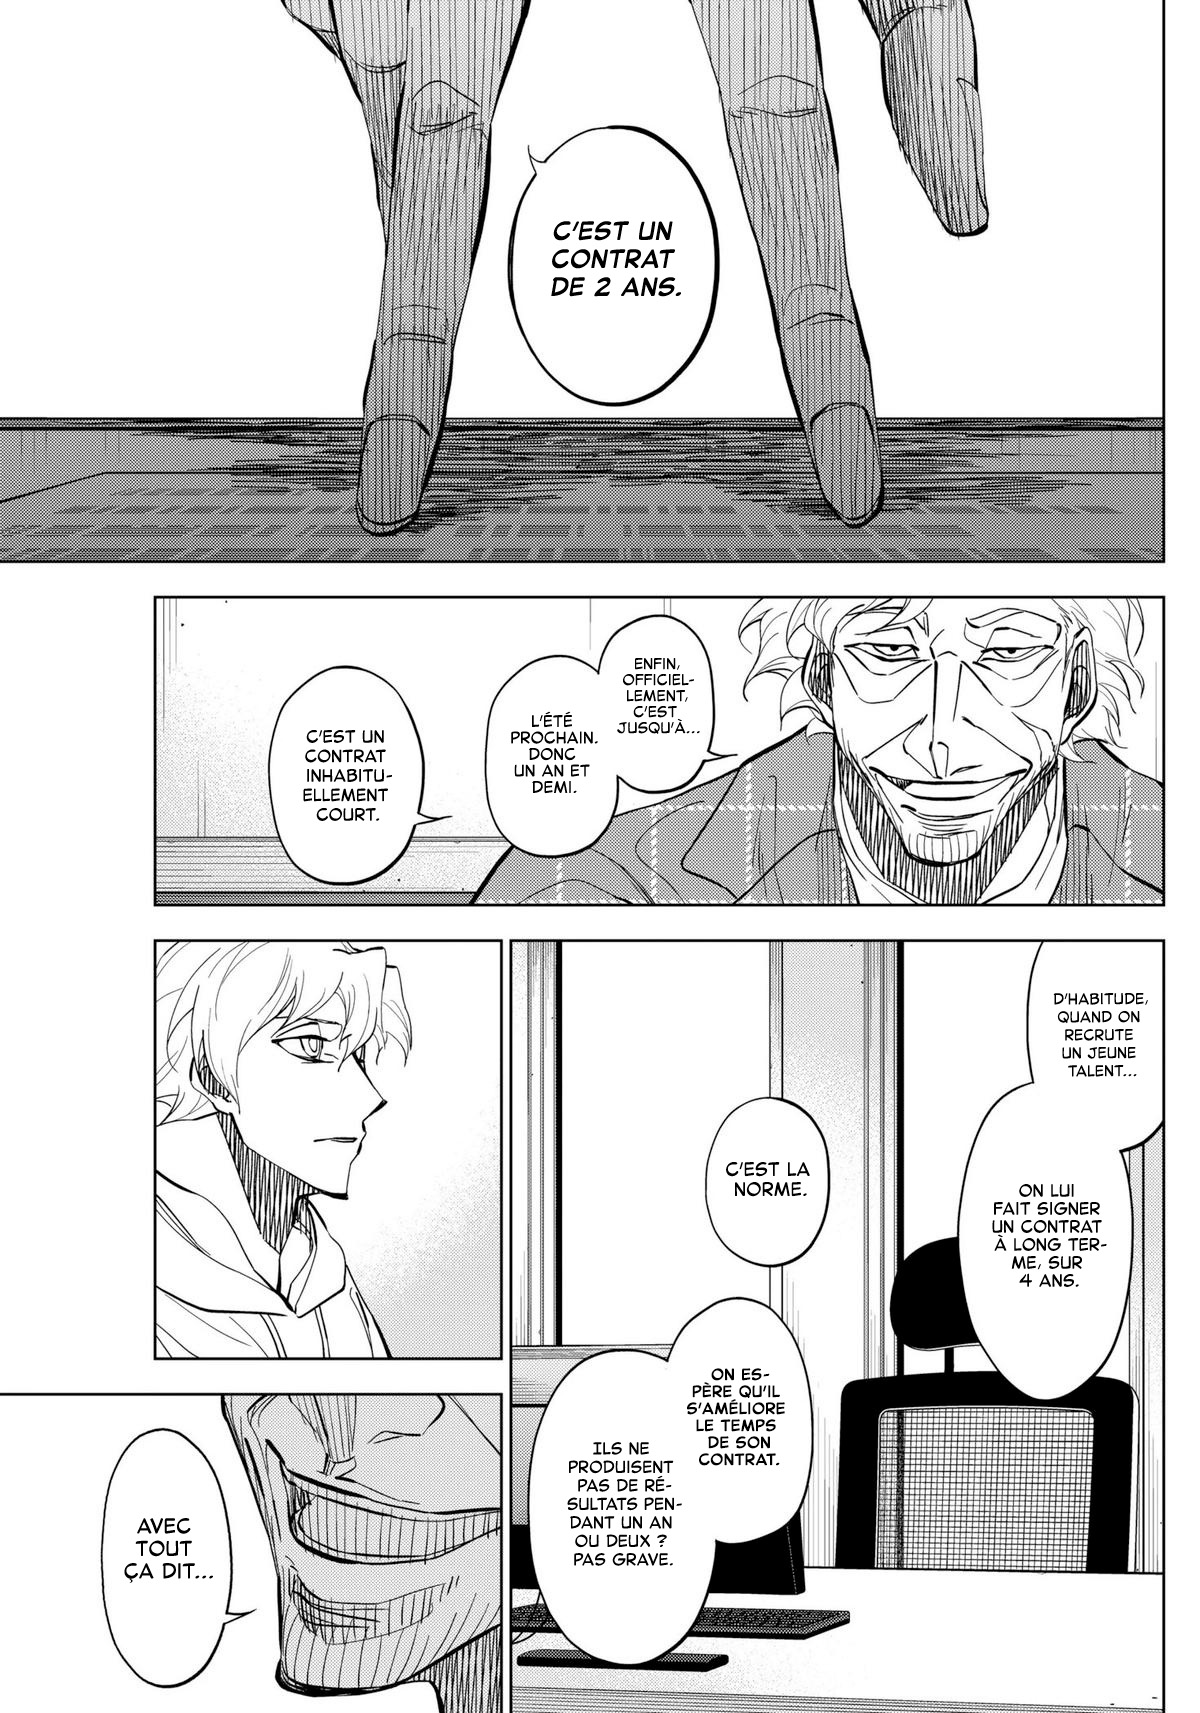 C'EST UN
CONTRAT
DE 2 ANS.
ENFIN,
OFFICIEL-
LEMENT,
C'EST
JUSQU'À...
L'ÉTÉ
PROCHAIN.
DONC
UN AN ET
DEMI.
C'EST UN
CONTRAT
INHABITU-
ELLEMENT
COURT.
D'HABITUDE,
QUAND ON
RECRUTE
UN JEUNE
TALENT...
ON LUI
FAIT SIGNER
UN CONTRAT
À LONG TER-
ME, SUR
4 ANS.
C'EST LA
NORME.
ON ES-
PÈRE QU'IL
S'AMÉLIORE
LE TEMPS
DE SON
CONTRAT.
ILS NE
PRODUISENT
PAS DE RÉ-
SULTATS PEN-
DANT UN AN
OU DEUX ?
PAS GRAVE.
AVEC
TOUT
ÇA DIT...